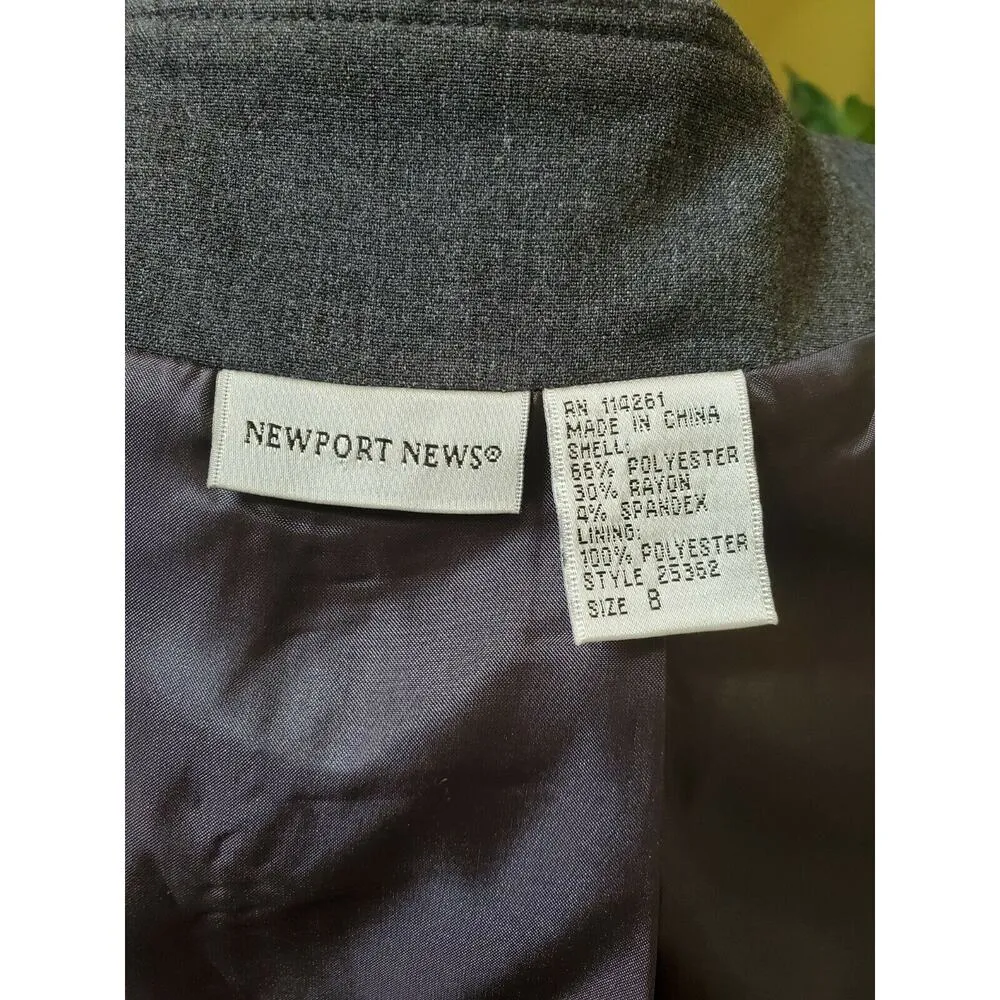 NEWPORT NEWS®
RN 114261
MADE IN CHINA
SHELL:
66% POLYESTER
30% RAYON
4% SPANDEX
LINING:
100% POLYESTER
STYLE 25352
SIZE 8